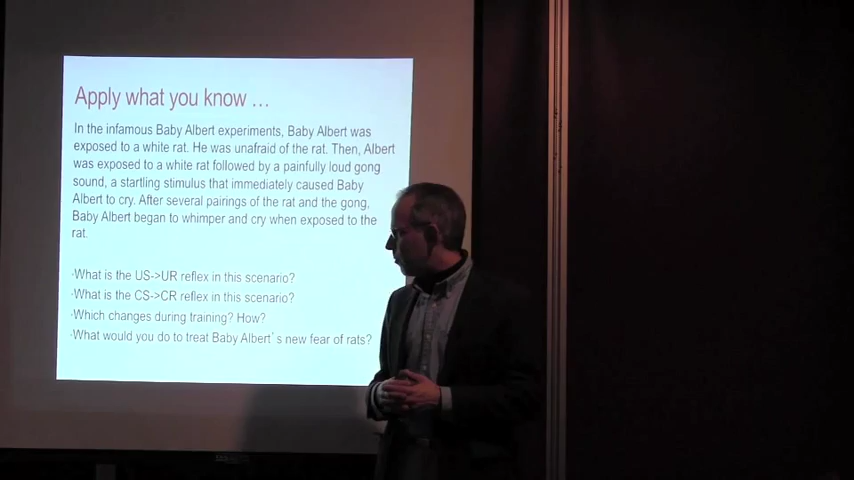 Apply what you know …
In the infamous Baby Albert experiments, Baby Albert was
exposed to a white rat. He was unafraid of the rat. Then, Albert
was exposed to a white rat followed by a painfully loud gong
sound, a startling stimulus that immediately caused Baby
Albert to cry. After several pairings of the rat and the gong,
Baby Albert began to whimper and cry when exposed to the
rat.
·What is the US->UR reflex in this scenario?
·What is the CS->CR reflex in this scenario?
·Which changes during training? How?
·What would you do to treat Baby Albert's new fear of rats?